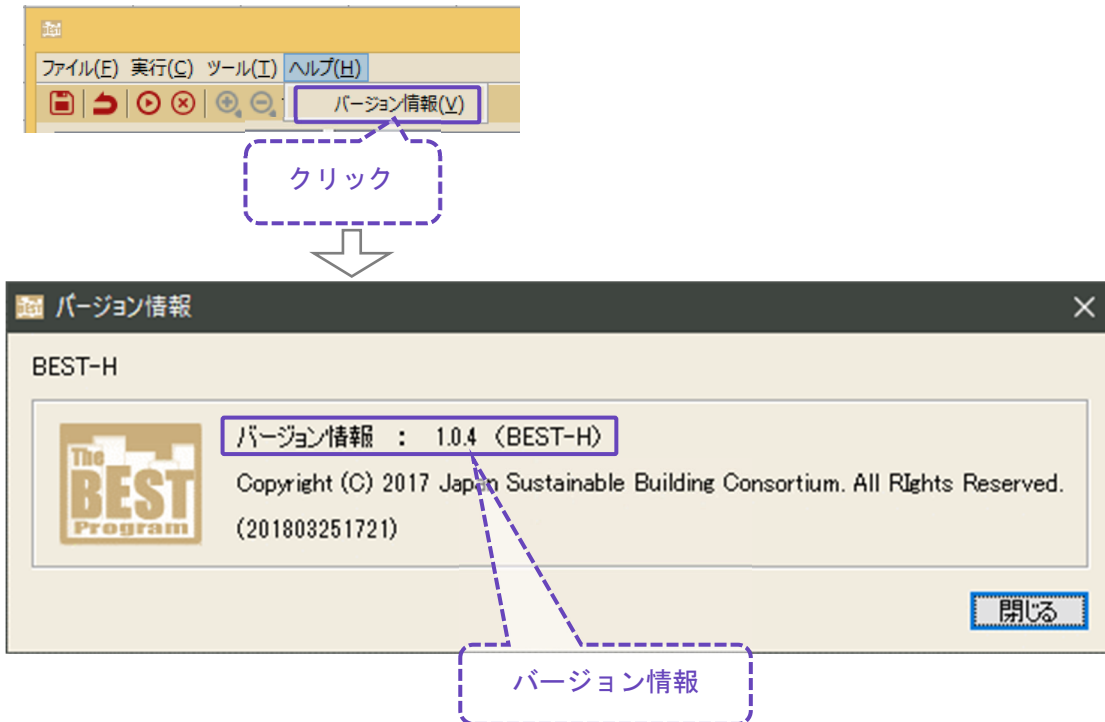 ファイル(F) 実行(C) ツール(T) ヘルプ(H)
バージョン情報(V)
クリック
バージョン情報
BEST-H
The
BEST
Program
バージョン情報 : 1.0.4 (BEST-H)
Copyright (C) 2017 Japan Sustainable Building Consortium. All RIghts Reserved.
(201803251721)
閉じる
バージョン情報